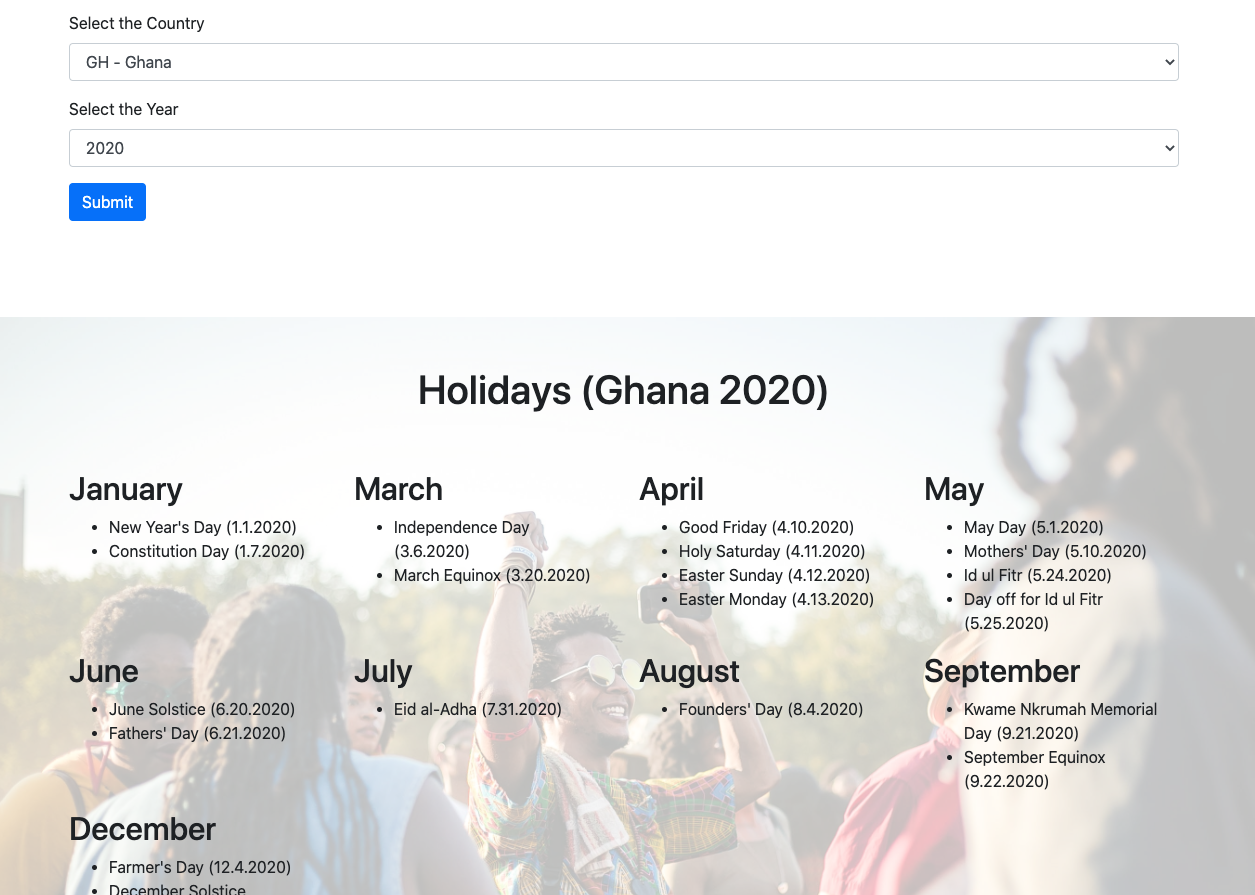 Select the Country
GH - Ghana
Select the Year
2020
Submit
Holidays (Ghana 2020)
January
New Year's Day (1.1.2020)
Constitution Day (1.7.2020)
March
Independence Day
(3.6.2020)
March Equinox (3.20.2020)
April
Good Friday (4.10.2020)
Holy Saturday (4.11.2020)
Easter Sunday (4.12.2020)
Easter Monday (4.13.2020)
May
May Day (5.1.2020)
Mothers' Day (5.10.2020)
Id ul Fitr (5.24.2020)
Day off for Id ul Fitr
(5.25.2020)
June
June Solstice (6.20.2020)
Fathers' Day (6.21.2020)
July
Eid al-Adha (7.31.2020)
August
Founders' Day (8.4.2020)
September
Kwame Nkrumah Memorial
Day (9.21.2020)
September Equinox
(9.22.2020)
December
Farmer's Day (12.4.2020)
December Solstice